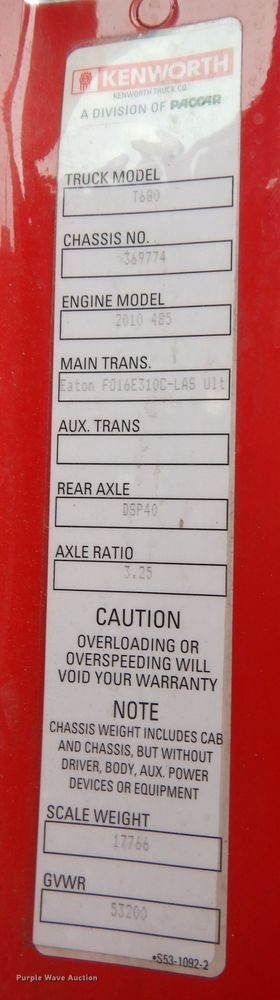 KENWORTH
KENWORTH TRUCK CO.
A DIVISION OF PACCAR
TRUCK MODEL
T680
CHASSIS NO.
369774
ENGINE MODEL
2010 485
MAIN TRANS.
Eaton FO16E310C-LAS Ult
AUX. TRANS
REAR AXLE
DSP40
AXLE RATIO
3.25
CAUTION
OVERLOADING OR
OVERSPEEDING WILL
VOID YOUR WARRANTY
NOTE
CHASSIS WEIGHT INCLUDES CAB
AND CHASSIS, BUT WITHOUT
DRIVER, BODY, AUX. POWER
DEVICES OR EQUIPMENT
SCALE WEIGHT
17766
GVWR
53200
*S53-1092-2
Purple Wave Auction